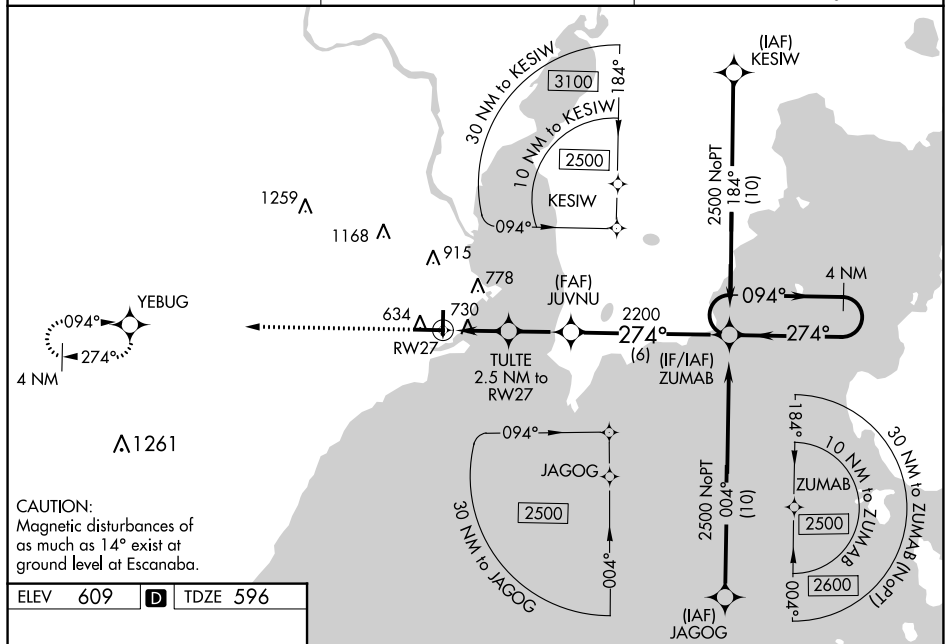 (IAF)
KESIW
30 NM to KESIW
3100
184°
10 NM to KESIW
2500
KESIW
094°
2500 NoPT
184°
(10)
1259
1168
915
778
4 NM
094°
(FAF)
JUVNU
YEBUG
094°
274°
4 NM
634
730
RW27
2200
274°
(6)
274°
TULTE
2.5 NM to
RW27
(IF/IAF)
ZUMAB
1261
094°
JAGOG
2500
30 NM to JAGOG
004°
2500 NoPT
004°
(10)
184°
30 NM to ZUMAB (NoPT)
10 NM to ZUMAB
ZUMAB
2500
2600
004°
CAUTION:
Magnetic disturbances of
as much as 14° exist at
ground level at Escanaba.
(IAF)
JAGOG
ELEV 609 D TDZE 596